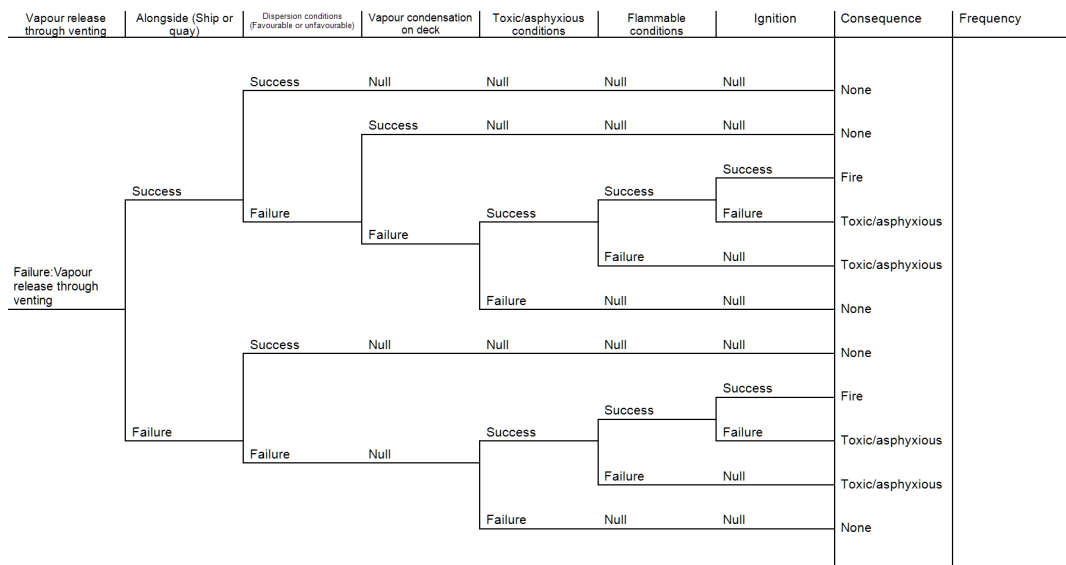 Vapour release through venting
Alongside (Ship or quay)
Dispersion conditions (Favourable or unfavourable)
Vapour condensation on deck
Toxic/asphyxious conditions
Flammable conditions
Ignition
Consequence
Frequency
Success Null Null Null Null None
Success Null Null Null None
Success Fire
Success
Success
Failure Success Failure Toxic/asphyxious
Failure
Failure Null Toxic/asphyxious
Failure:Vapour
release through
venting
Failure Null Null None
Success Null Null Null Null None
Success Fire
Success
Failure Success Failure Toxic/asphyxious
Failure Null
Failure Null Toxic/asphyxious
Failure Null Null None